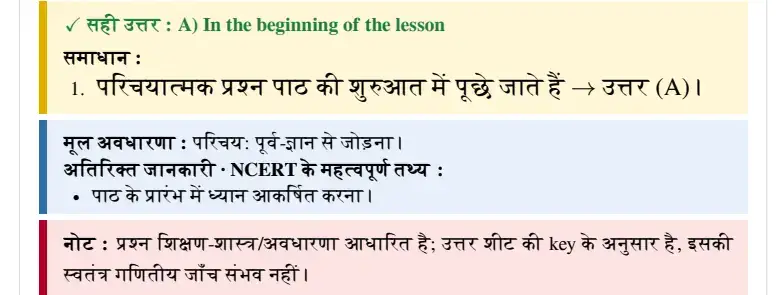 ✓ सही उत्तर : A) In the beginning of the lesson
समाधान :
1. परिचयात्मक प्रश्न पाठ की शुरुआत में पूछे जाते हैं → उत्तर (A)।
मूल अवधारणा : परिचय: पूर्व-ज्ञान से जोड़ना।
अतिरिक्त जानकारी · NCERT के महत्वपूर्ण तथ्य :
• पाठ के प्रारंभ में ध्यान आकर्षित करना।
नोट : प्रश्न शिक्षण-शास्त्र/अवधारणा आधारित है; उत्तर शीट की key के अनुसार है, इसकी
स्वतंत्र गणितीय जाँच संभव नहीं।